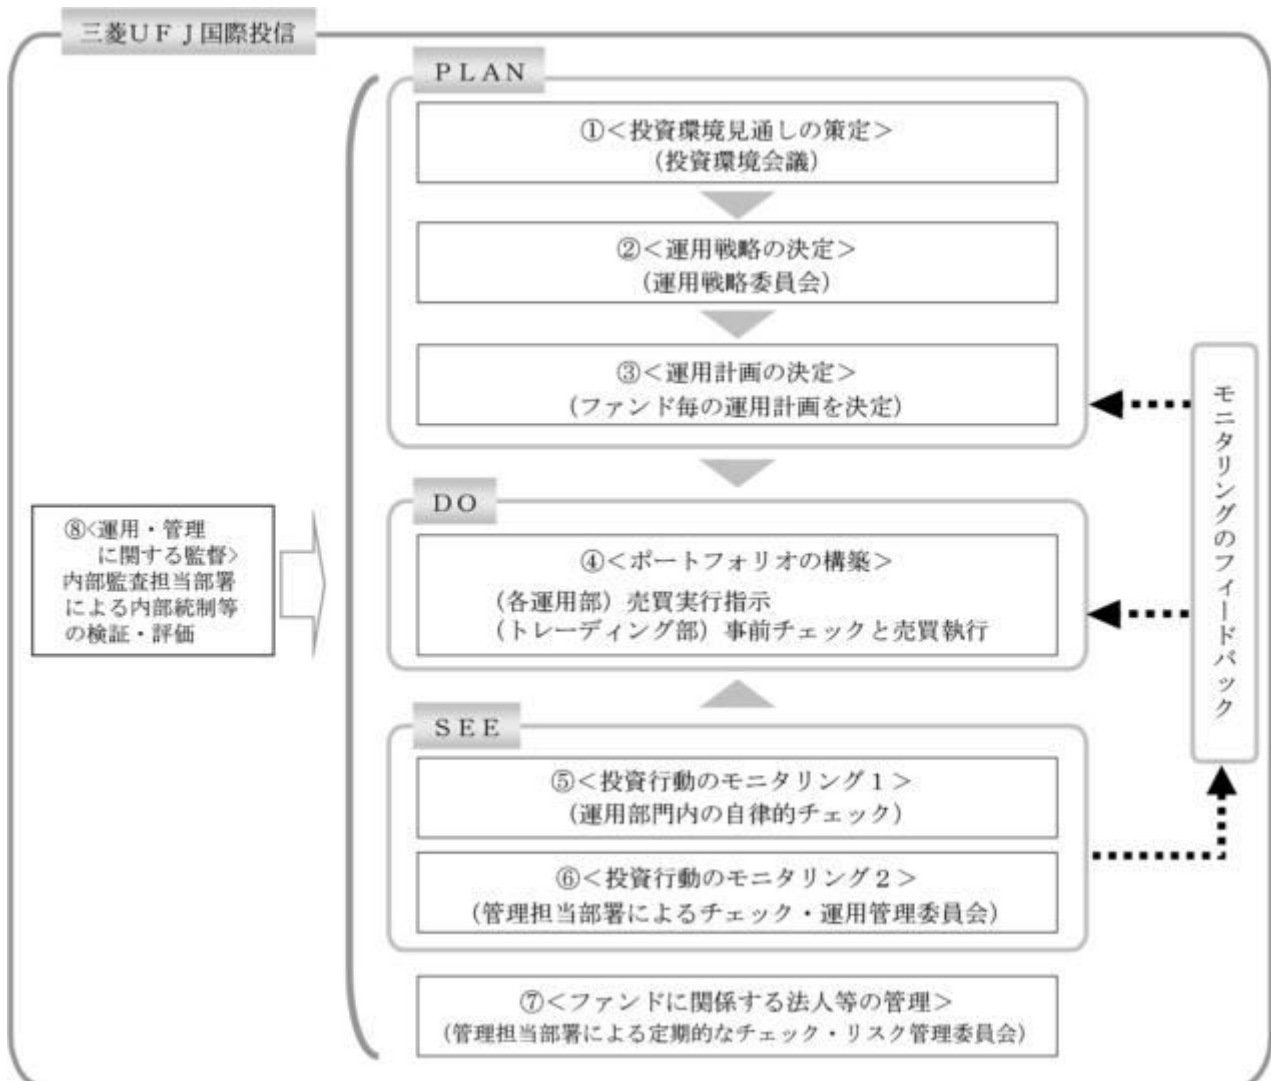 三菱ＵＦＪ国際投信
ＰＬＡＮ
①＜投資環境見通しの策定＞
（投資環境会議）
②＜運用戦略の決定＞
（運用戦略委員会）
③＜運用計画の決定＞
（ファンド毎の運用計画を決定）
ＤＯ
④＜ポートフォリオの構築＞
（各運用部）売買実行指示
（トレーディング部）事前チェックと売買執行
ＳＥＥ
⑤＜投資行動のモニタリング１＞
（運用部門内の自律的チェック）
⑥＜投資行動のモニタリング２＞
（管理担当部署によるチェック・運用管理委員会）
⑦＜ファンドに関係する法人等の管理＞
（管理担当部署による定期的なチェック・リスク管理委員会）
⑧<運用・管理
に関する監督>
内部監査担当部署
による内部統制等
の検証・評価
モニタリングのフィードバック